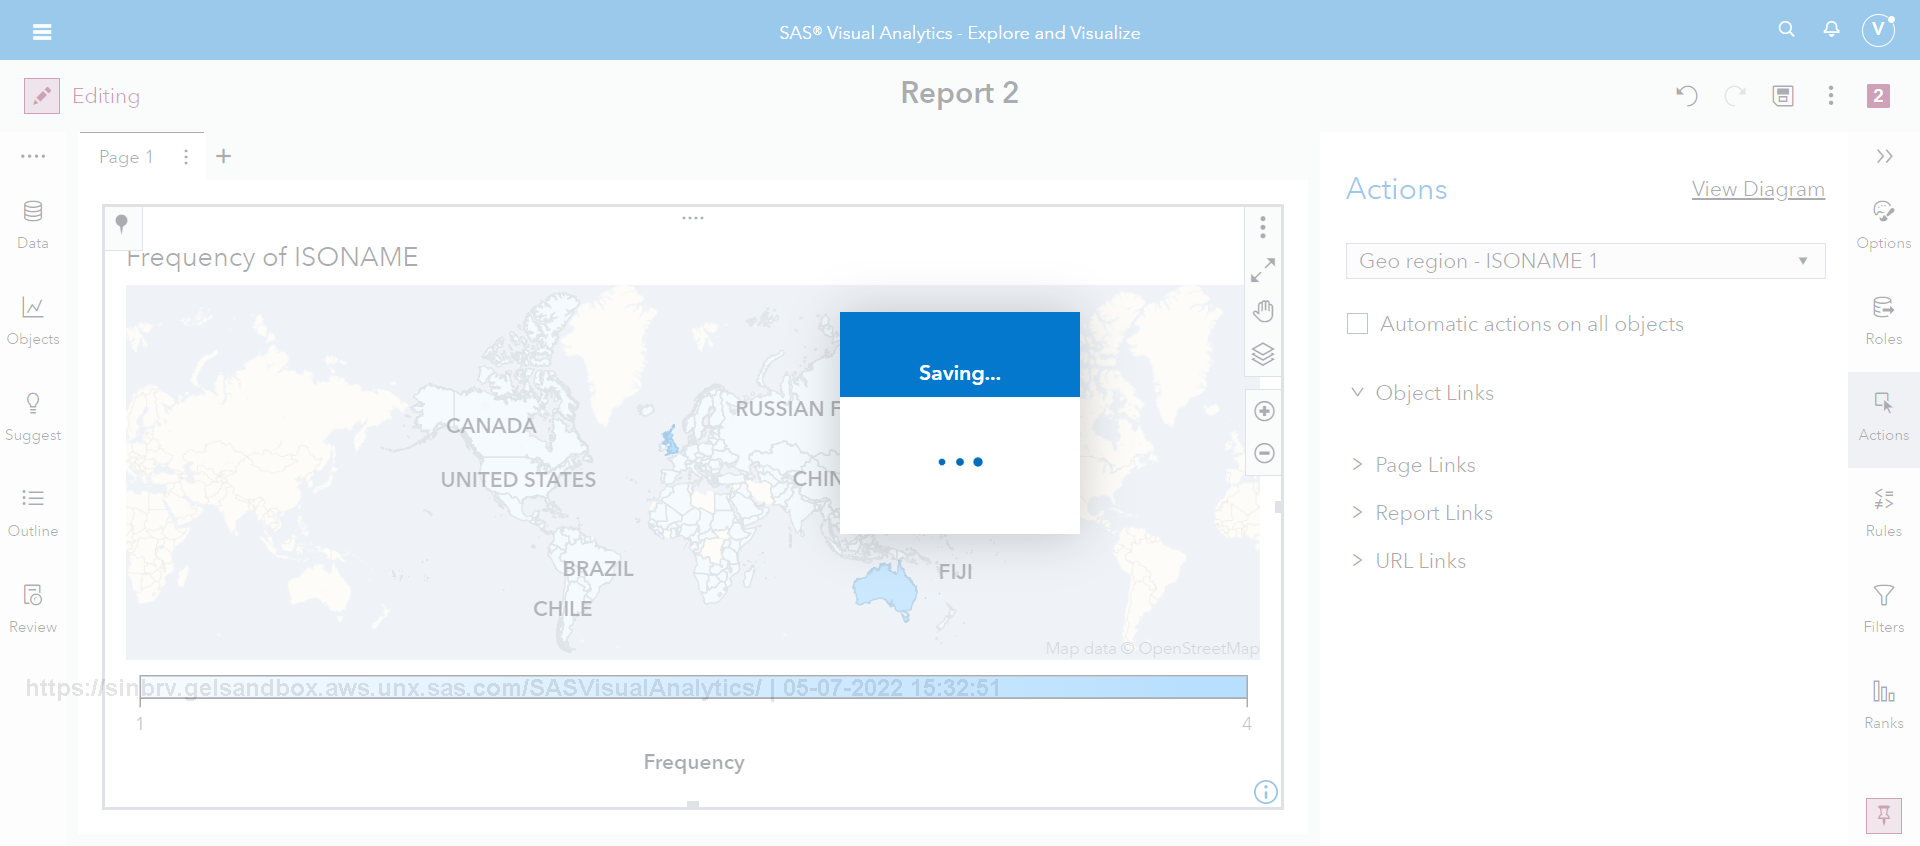 SAS® Visual Analytics - Explore and Visualize
V
Editing
Report 2
2
Page 1
Data
Objects
Suggest
Outline
Review
Frequency of ISONAME
CANADA
RUSSIAN F
UNITED STATES
CHIN
BRAZIL
FIJI
CHILE
Map data © OpenStreetMap
https://sinbrv.gelsandbox.aws.unx.sas.com/SASVisualAnalytics/ | 05-07-2022 15:32:51
1
4
Frequency
Saving...
Actions
View Diagram
Geo region - ISONAME 1
Automatic actions on all objects
Object Links
Page Links
Report Links
URL Links
Options
Roles
Actions
Rules
Filters
Ranks